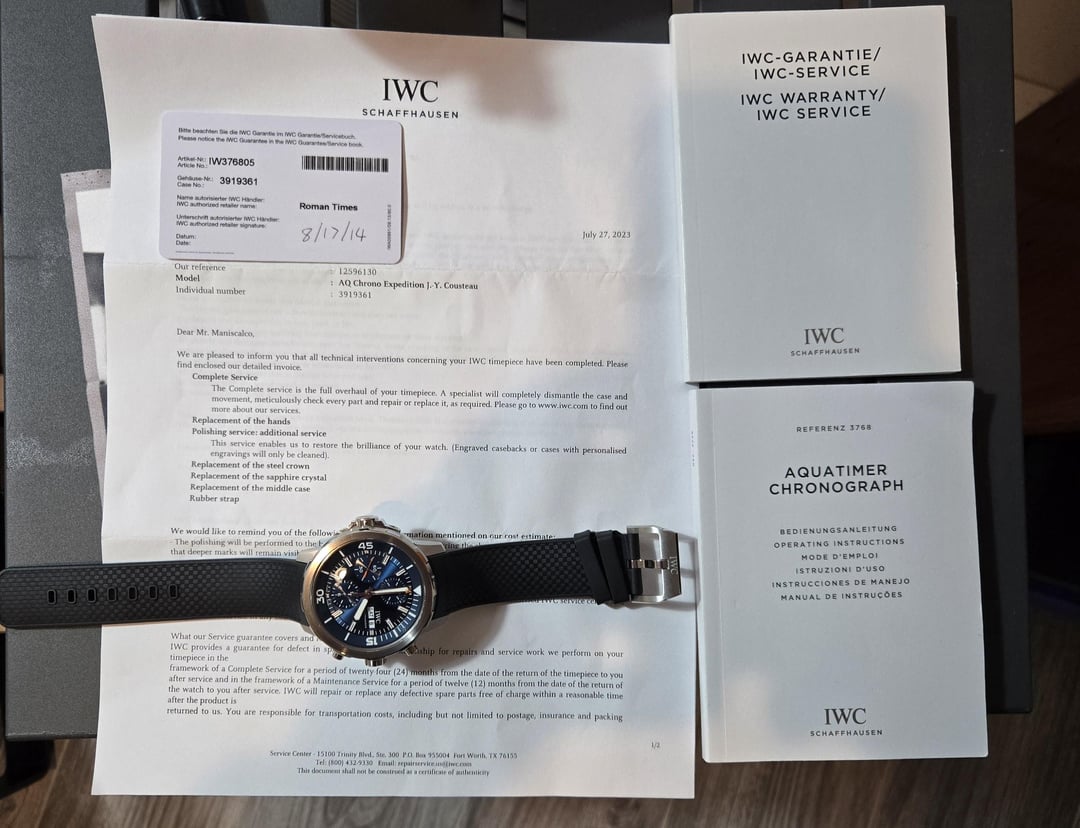 IWC
SCHAFFHAUSEN
Bitte beachten Sie die IWC Garantie im IWC Garantie/Servicebuch.
Please notice the IWC Guarantee in the IWC Guarantee/Service book.
Artikel-Nr.: IW376805
Article No.:
Gehäuse-Nr.: 3919361
Case No.:
Name autorisierter IWC Händler:
IWC authorized retailer name: Roman Times
Unterschrift autorisierter IWC Händler:
IWC authorized retailer signature:
Datum: 8/17/14
Date:
July 27, 2023
Our reference : 12596130
Model : AQ Chrono Expedition J.-Y. Cousteau
Individual number : 3919361
Dear Mr. Maniscalco,
We are pleased to inform you that all technical interventions concerning your IWC timepiece have been completed. Please
find enclosed our detailed invoice.
Complete Service
The Complete service is the full overhaul of your timepiece. A specialist will completely dismantle the case and
movement, meticulously check every part and repair or replace it, as required. Please go to www.iwc.com to find out
more about our services.
Replacement of the hands
Polishing service: additional service
This service enables us to restore the brilliance of your watch. (Engraved casebacks or cases with personalised
engravings will only be cleaned).
Replacement of the steel crown
Replacement of the sapphire crystal
Replacement of the middle case
Rubber strap
We would like to remind you of the mentioned on our cost estimate:
- The polishing will be performed to the
that deeper marks will remain
What our Service guarantee covers and
IWC provides a guarantee for defect in for repairs and service work we perform on your
timepiece in the
framework of a Complete Service for a period of twenty-four (24) months from the date of the return of the timepiece to you
after service and in the framework of a Maintenance Service for a period of twelve (12) months from the date of the return of
the watch to you after service. IWC will repair or replace any defective spare parts free of charge within a reasonable time
after the product is
returned to us. You are responsible for transportation costs, including but not limited to postage, insurance and packing
1/2
Service Center - 15100 Trinity Blvd., Ste. 300 P.O. Box 955004 Fort Worth, TX 76155
Tel: (800) 432-9330 Email: repairservice.us@iwc.com
This document shall not be construed as a certificate of authenticity
45
30
15
IWC
IWC
IWC-GARANTIE/
IWC-SERVICE
IWC WARRANTY/
IWC SERVICE
IWC
SCHAFFHAUSEN
REFERENZ 3768
AQUATIMER
CHRONOGRAPH
BEDIENUNGSANLEITUNG
OPERATING INSTRUCTIONS
MODE D'EMPLOI
ISTRUZIONI D'USO
INSTRUCCIONES DE MANEJO
MANUAL DE INSTRUÇÕES
IWC
SCHAFFHAUSEN